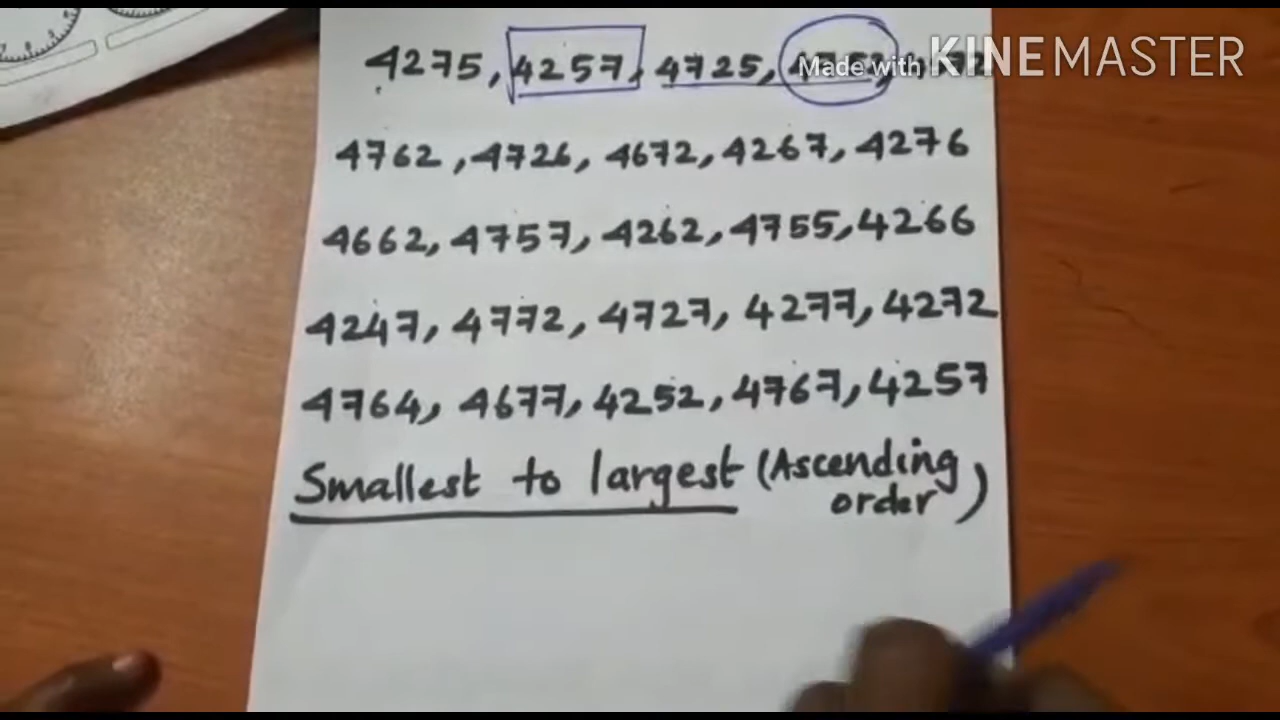 4275, 4257, 4725, Made with KINEMASTER
4762, 4726, 4672, 4267, 4276
4662, 4757, 4262, 4755, 4266
4247, 4772, 4727, 4277, 4272
4764, 4677, 4252, 4767, 4257
Smallest to largest (Ascending
order)